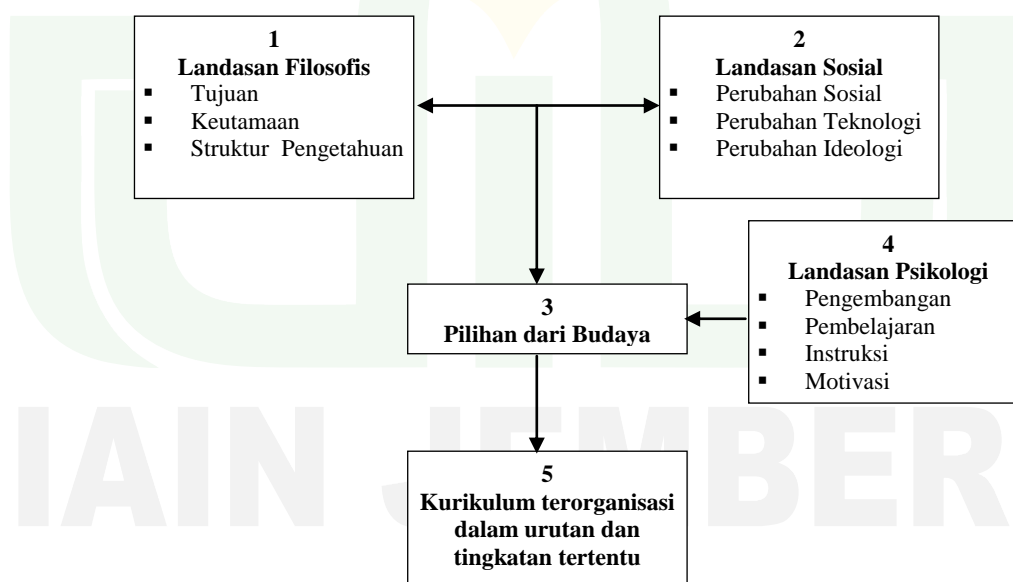 1
Landasan Filosofis
▪ Tujuan
▪ Keutamaan
▪ Struktur Pengetahuan
2
Landasan Sosial
▪ Perubahan Sosial
▪ Perubahan Teknologi
▪ Perubahan Ideologi
3
Pilihan dari Budaya
4
Landasan Psikologi
▪ Pengembangan
▪ Pembelajaran
▪ Instruksi
▪ Motivasi
5
Kurikulum terorganisasi
dalam urutan dan
tingkatan tertentu
IAIN JEMBER